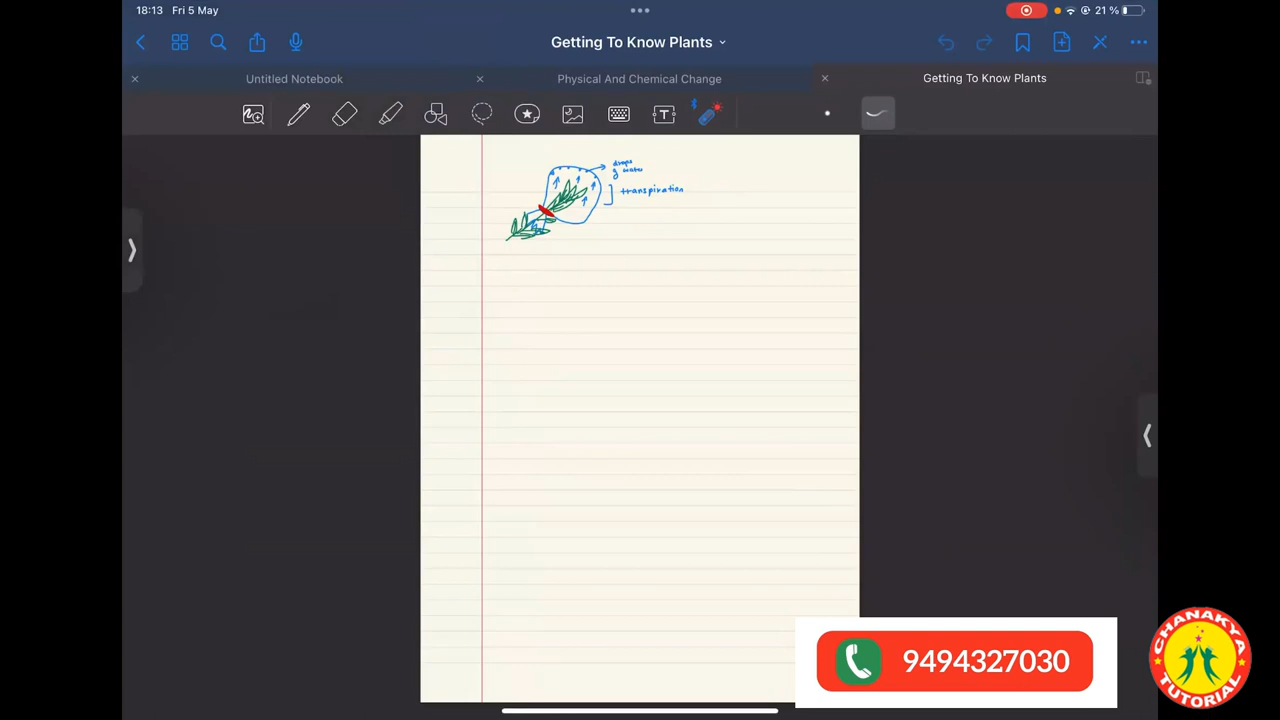 18:13 Fri 5 May
21 %
Getting To Know Plants
Untitled Notebook
Physical And Chemical Change
Getting To Know Plants
T
drops
of water
transpiration
9494327030
CHANAKYA
TUTORIAL